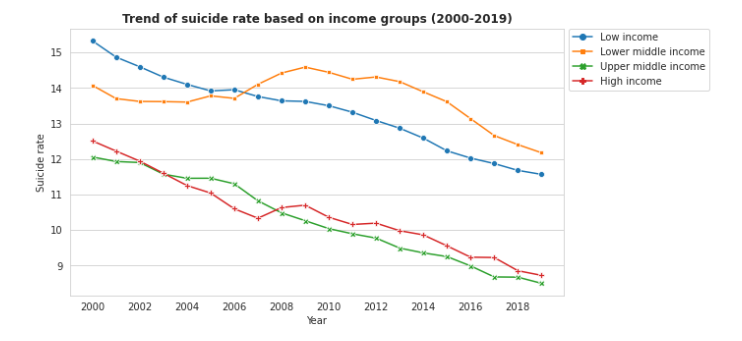 Trend of suicide rate based on income groups (2000-2019)
Low income
Lower middle income
Upper middle income
High income
15
14
13
12
11
10
9
Suicide rate
2000 2002 2004 2006 2008 2010 2012 2014 2016 2018
Year